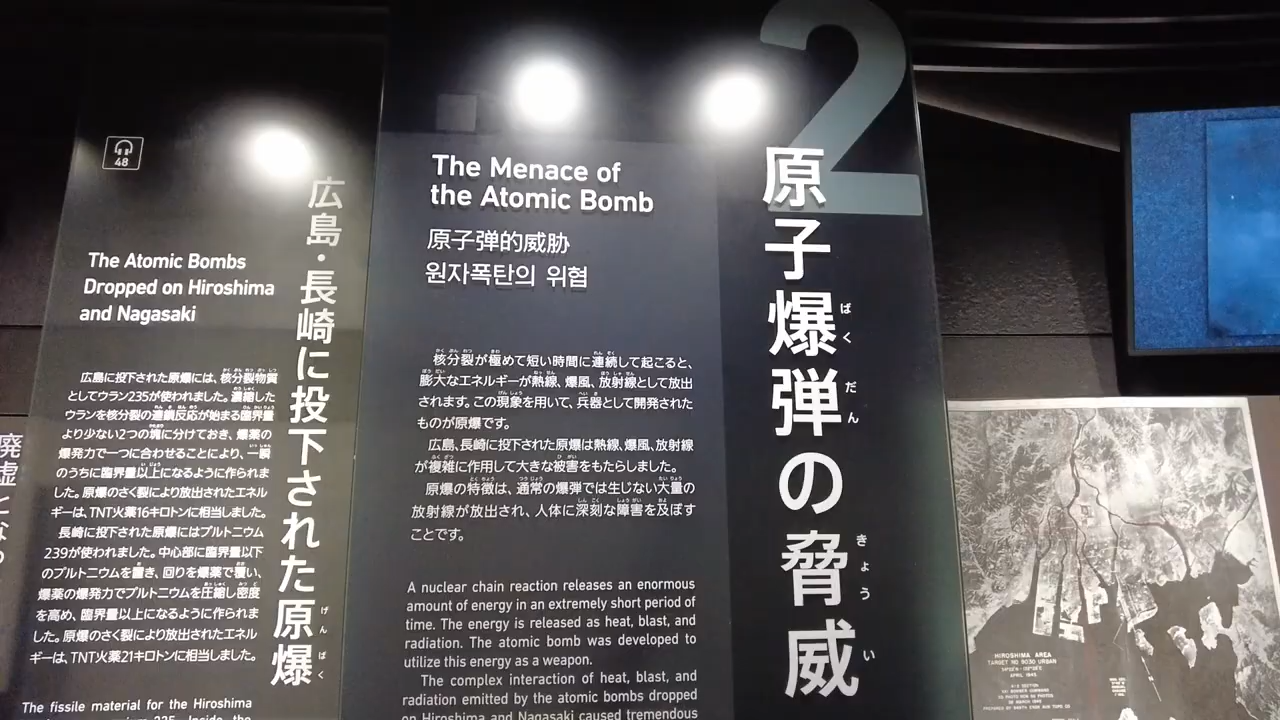 48
広島・長崎に投下された原爆
げんばく
The Atomic Bombs
Dropped on Hiroshima
and Nagasaki
広島に投下された原爆には、核分裂物質
としてウラン235が使われました。濃縮した
ウランを核分裂の連鎖反応が始まる臨界量
より少ない2つの塊に分けておき、爆薬の
爆発力で一つに合わせることにより、一瞬
のうちに臨界量以上になるように作られま
した。原爆のさく裂により放出されたエネル
ギーは、TNT火薬16キロトンに相当しました。
長崎に投下された原爆にはプルトニウム
239が使われました。中心部に臨界量以下
のプルトニウムを置き、回りを爆薬で覆い、
爆薬の爆発力でプルトニウムを圧縮し密度
を高め、臨界量以上になるように作られま
した。原爆のさく裂により放出されたエネル
ギーは、TNT火薬21キロトンに相当しました。
The fissile material for the Hiroshima
2
原子爆弾の脅威
ばくだん
きょうい
The Menace of
the Atomic Bomb
原子弹的威胁
원자폭탄의 위협
核分裂が極めて短い時間に連続して起こると、
膨大なエネルギーが熱線、爆風、放射線として放出
されます。この現象を用いて、兵器として開発された
ものが原爆です。
広島、長崎に投下された原爆は熱線、爆風、放射線
が複雑に作用して大きな被害をもたらしました。
原爆の特徴は、通常の爆弾では生じない大量の
放射線が放出され、人体に深刻な障害を及ぼす
ことです。
A nuclear chain reaction releases an enormous
amount of energy in an extremely short period of
time. The energy is released as heat, blast, and
radiation. The atomic bomb was developed to
utilize this energy as a weapon.
The complex interaction of heat, blast, and
radiation emitted by the atomic bombs dropped
on Hiroshima and Nagasaki caused tremendous
廃虚となっ
HIROSHIMA AREA
TARGET NO 9030 URBAN
APRIL 1945